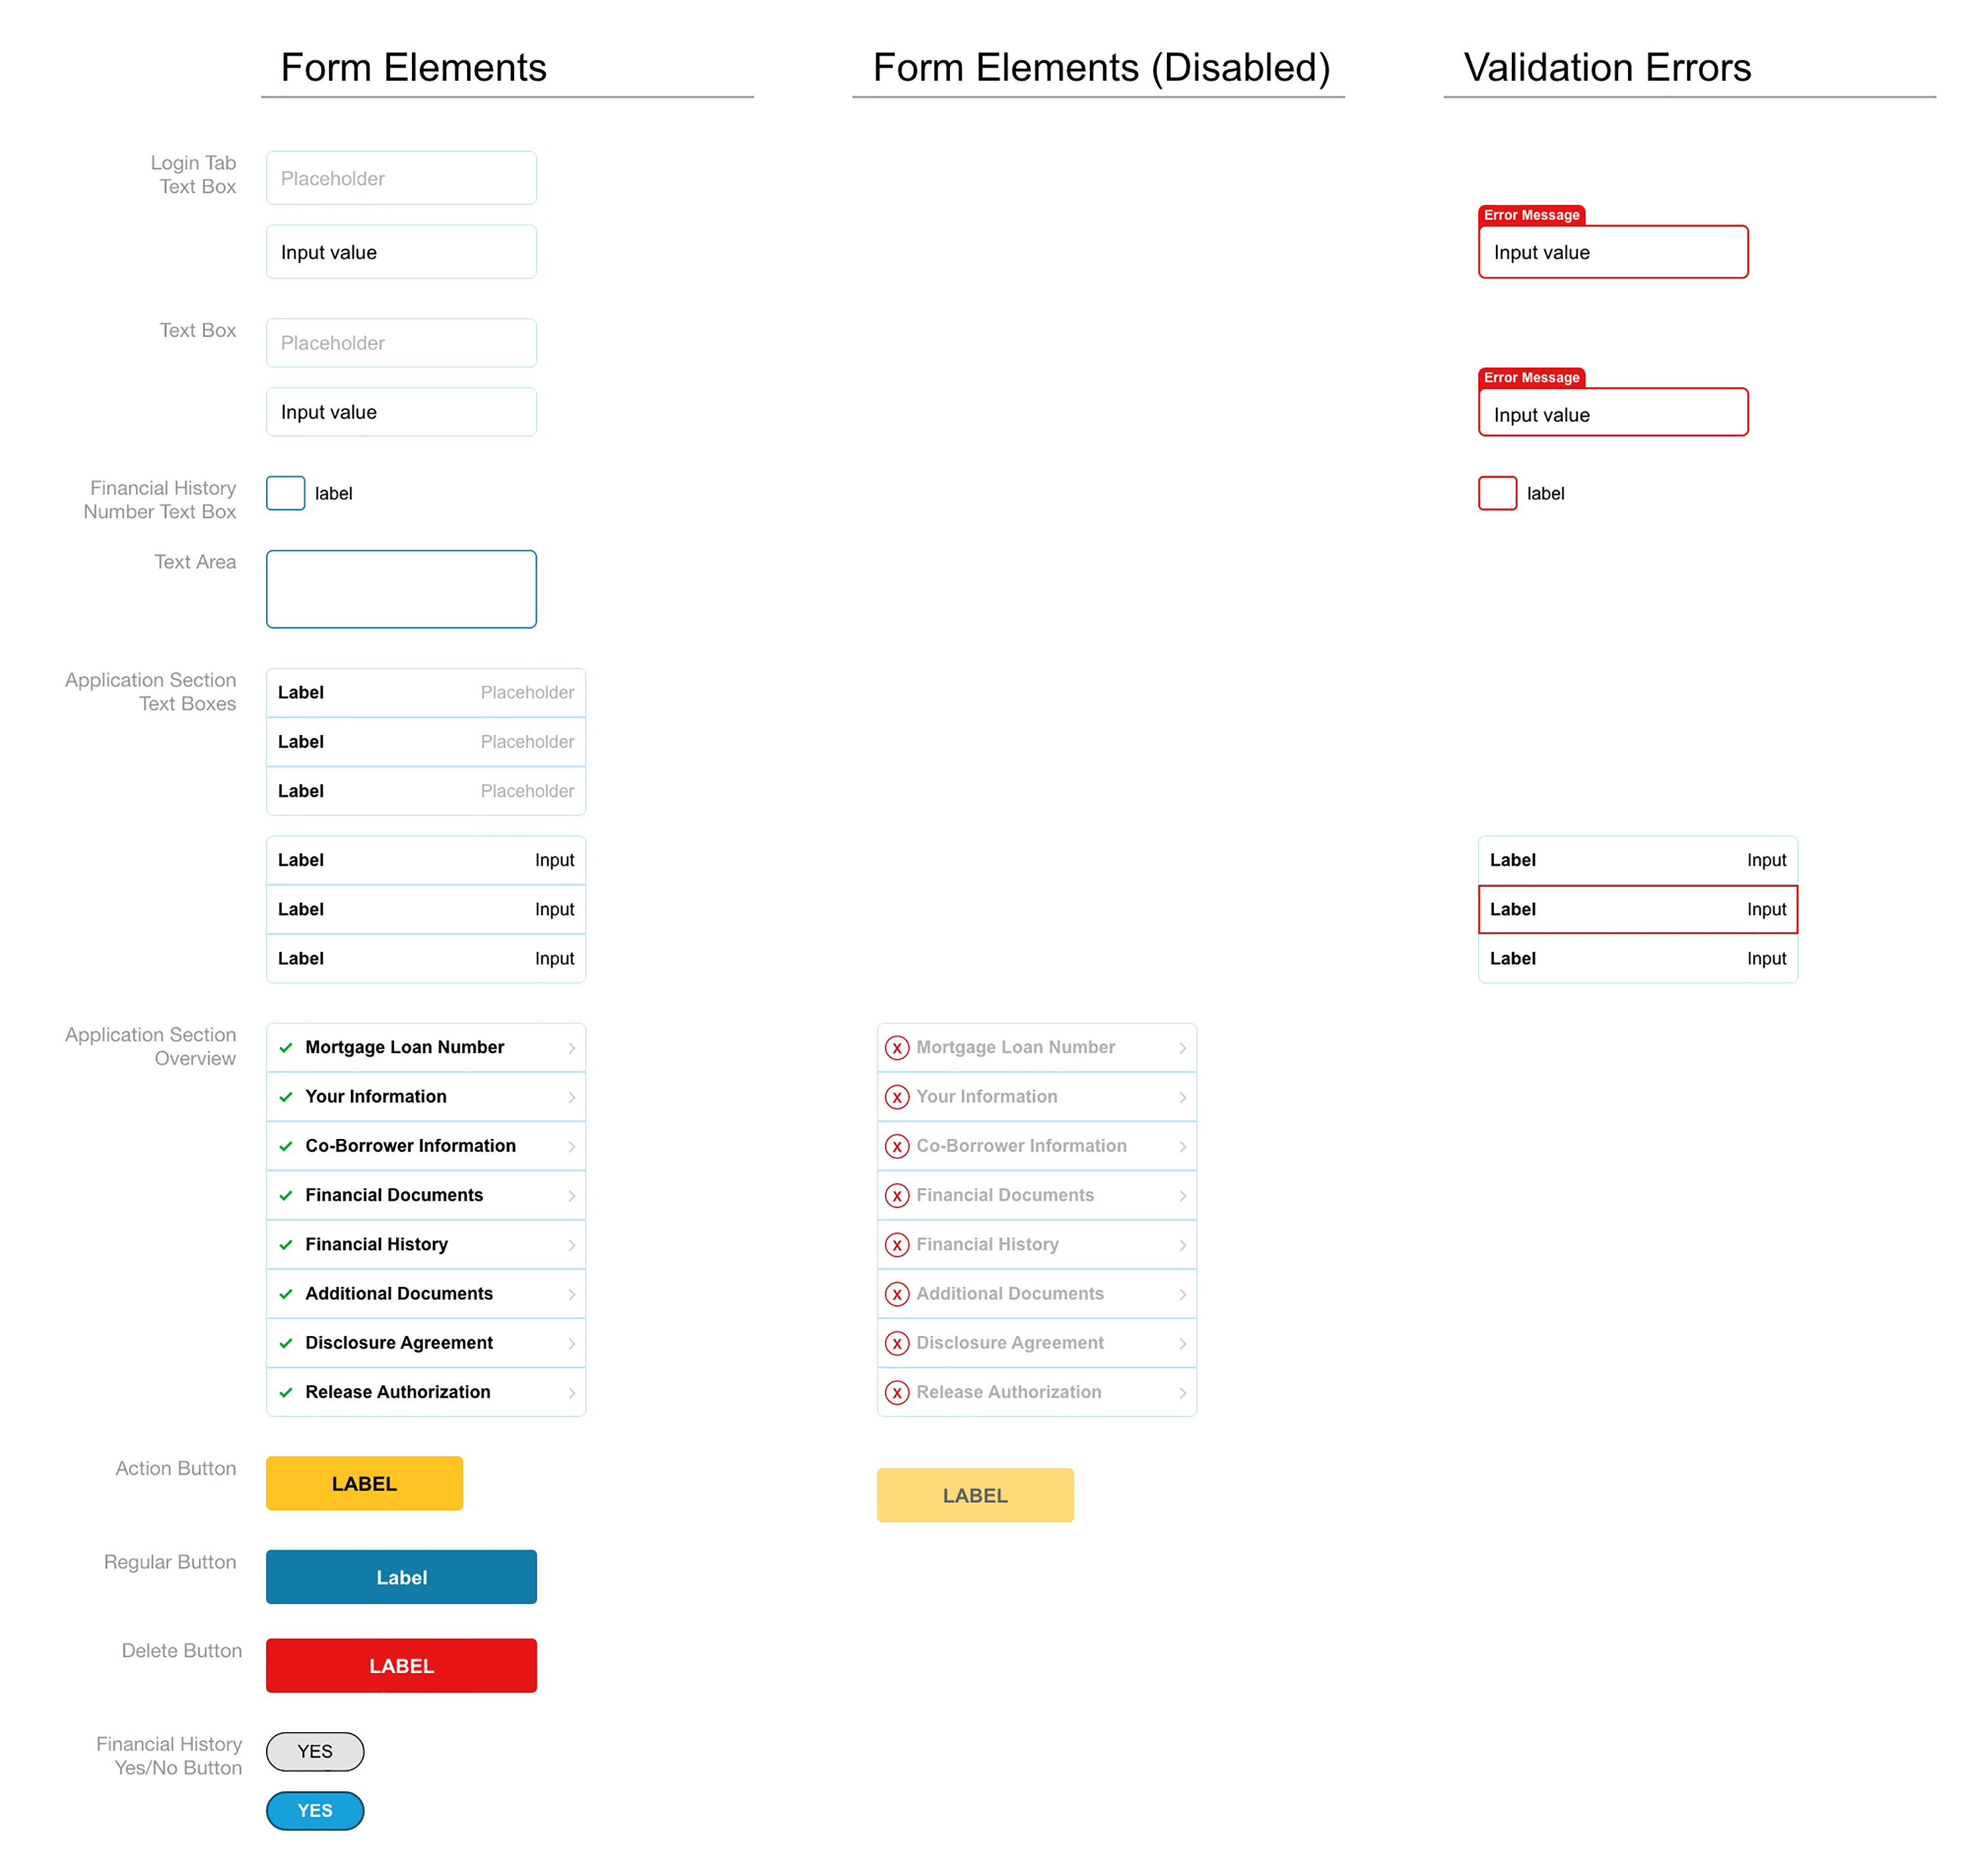 Form Elements
Form Elements (Disabled)
Validation Errors
Login Tab
Text Box
Placeholder
Input value
Error Message
Input value
Text Box
Placeholder
Input value
Error Message
Input value
Financial History
Number Text Box
label
label
Text Area
Application Section
Text Boxes
Label Placeholder
Label Placeholder
Label Placeholder
Label Input
Label Input
Label Input
Label Input
Label Input
Label Input
Application Section
Overview
Mortgage Loan Number
Your Information
Co-Borrower Information
Financial Documents
Financial History
Additional Documents
Disclosure Agreement
Release Authorization
X Mortgage Loan Number
X Your Information
X Co-Borrower Information
X Financial Documents
X Financial History
X Additional Documents
X Disclosure Agreement
X Release Authorization
Action Button
LABEL
LABEL
Regular Button
Label
Delete Button
LABEL
Financial History
Yes/No Button
YES
YES